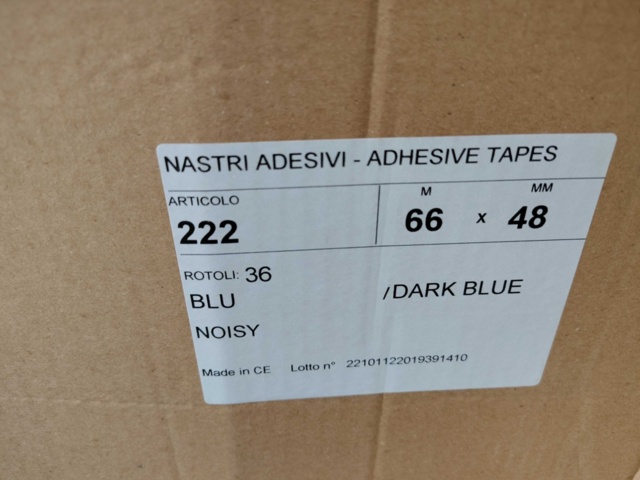 NASTRI ADESIVI - ADHESIVE TAPES
ARTICOLO M MM
222 66 x 48
ROTOLI: 36
BLU /DARK BLUE
NOISY
Made in CE Lotto n° 22101122019391410